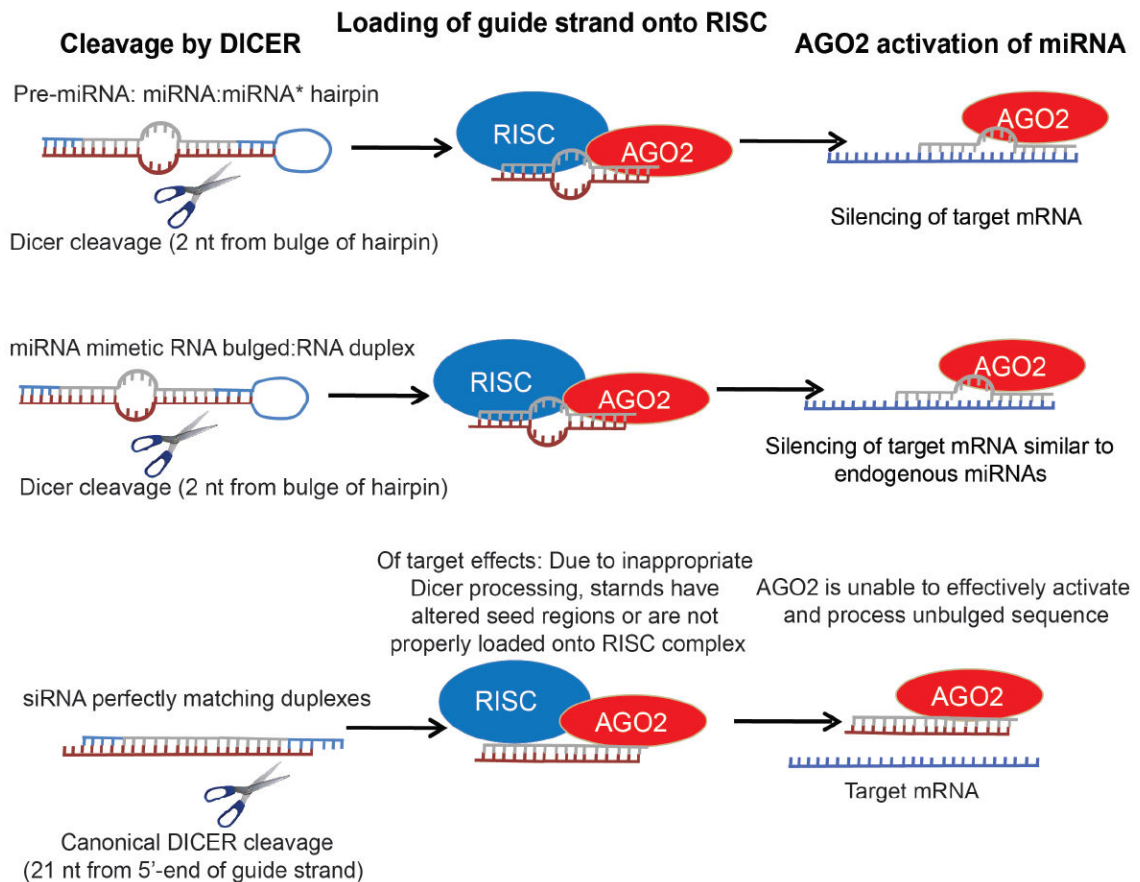 Cleavage by DICER
Loading of guide strand onto RISC
AGO2 activation of miRNA
Pre-miRNA: miRNA:miRNA* hairpin
RISC
AGO2
AGO2
Dicer cleavage (2 nt from bulge of hairpin)
Silencing of target mRNA
miRNA mimetic RNA bulged:RNA duplex
RISC
AGO2
AGO2
Dicer cleavage (2 nt from bulge of hairpin)
Silencing of target mRNA similar to
endogenous miRNAs
Of target effects: Due to inappropriate
Dicer processing, starnds have
altered seed regions or are not
properly loaded onto RISC complex
AGO2 is unable to effectively activate
and process unbulged sequence
siRNA perfectly matching duplexes
RISC
AGO2
AGO2
Target mRNA
Canonical DICER cleavage
(21 nt from 5'-end of guide strand)